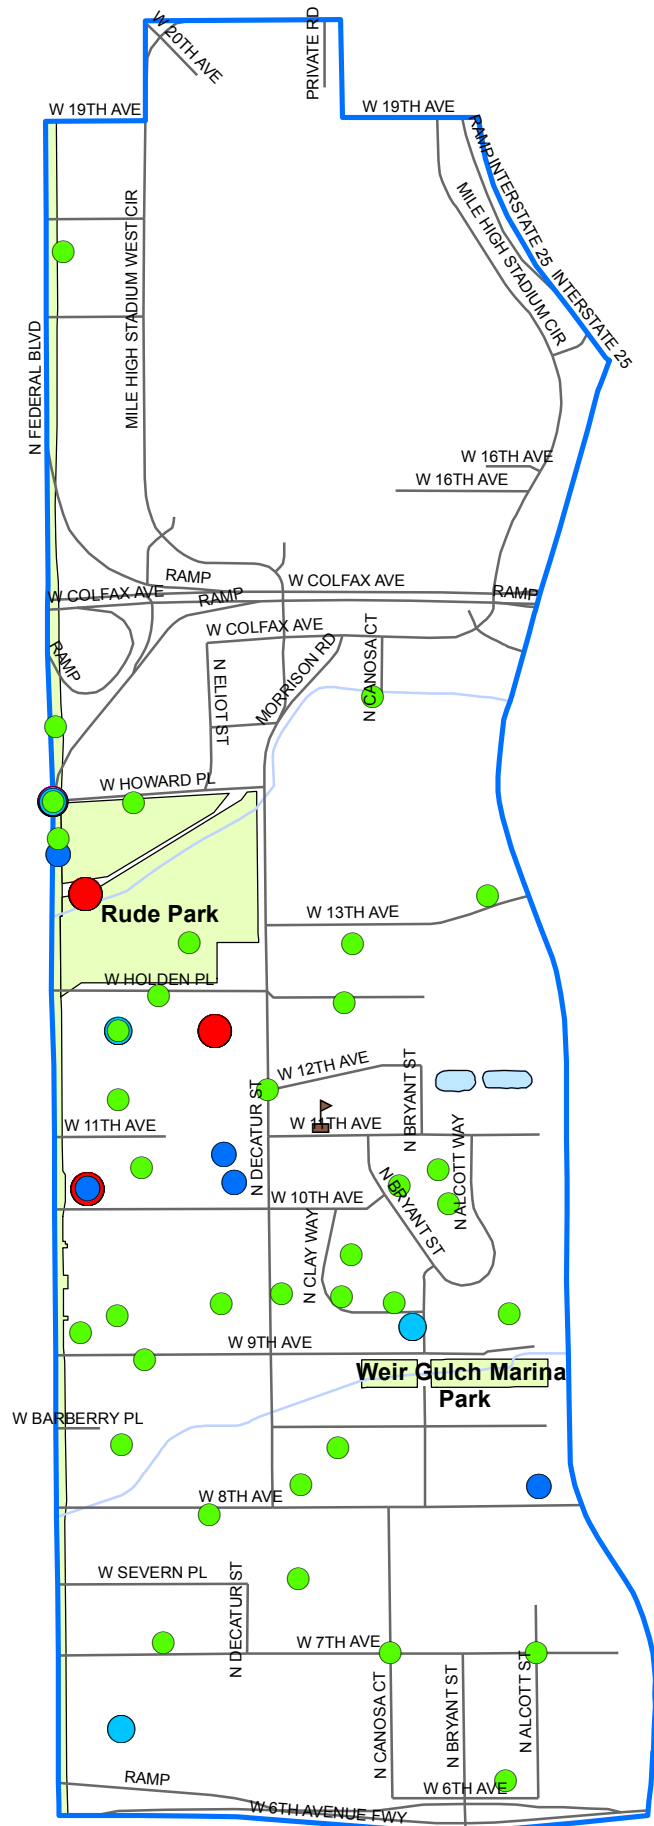 W 20TH AVE
PRIVATE RD
W 19TH AVE
W 19TH AVE
RAMP
INTERSTATE 25
INTERSTATE 25
MILE HIGH STADIUM WEST CIR
MILE HIGH STADIUM CIR
N FEDERAL BLVD
W 16TH AVE
W 16TH AVE
RAMP
W COLFAX AVE
W COLFAX AVE
RAMP
RAMP
W COLFAX AVE
RAMP
N ELIOT ST
MORRISON RD
N CANOSA CT
W HOWARD PL
Rude Park
W 13TH AVE
W HOLDEN PL
W 12TH AVE
N BRYANT ST
N DECATUR ST
W 11TH AVE
W 11TH AVE
N ALCOTT WAY
N BRYANT ST
W 10TH AVE
N CLAY WAY
W 9TH AVE
Weir Gulch Marina
Park
W BARBERRY PL
W 8TH AVE
W SEVERN PL
N DECATUR ST
W 7TH AVE
N CANOSA CT
N BRYANT ST
N ALCOTT ST
RAMP
W 6TH AVE
W 6TH AVENUE FWY